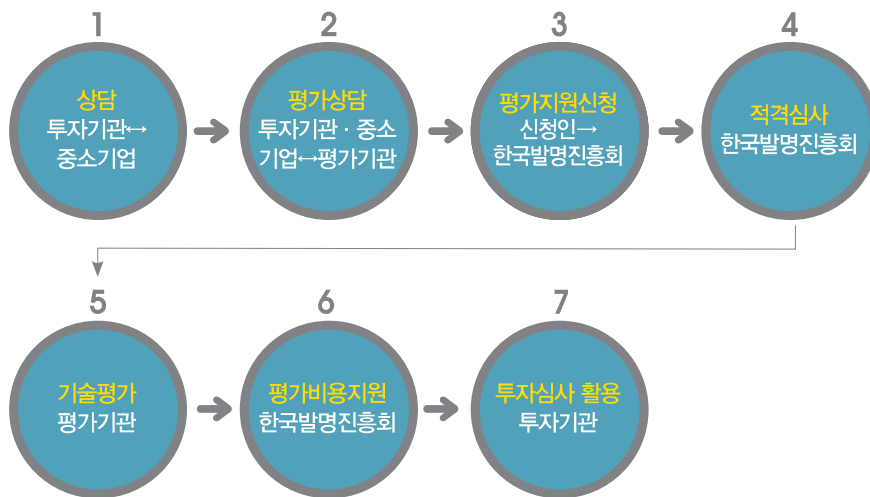 1
상담
투자기관↔
중소기업
2
평가상담
투자기관 · 중소
기업↔평가기관
3
평가지원신청
신청인→
한국발명진흥회
4
적격심사
한국발명진흥회
5
기술평가
평가기관
6
평가비용지원
한국발명진흥회
7
투자심사 활용
투자기관